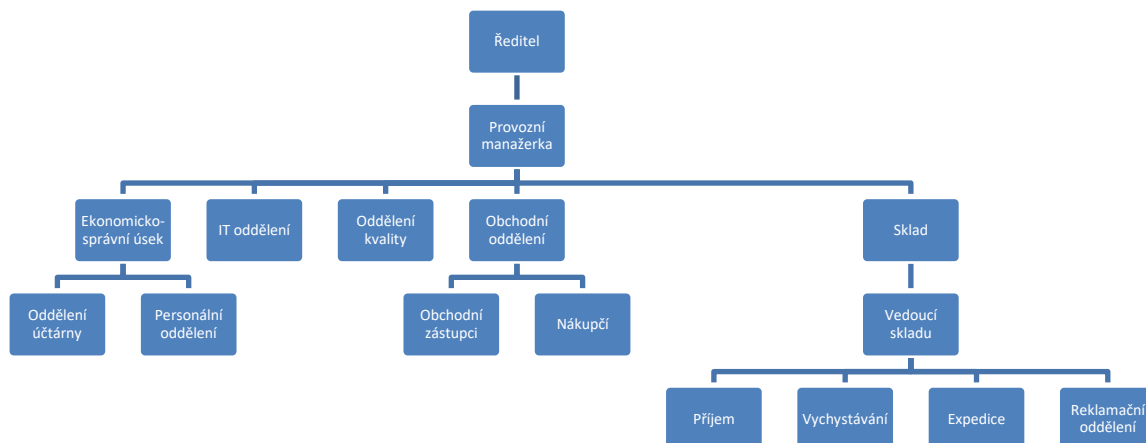 Ředitel
Provozní
manažerka
Ekonomicko-
správní úsek
IT oddělení
Oddělení
kvality
Obchodní
oddělení
Sklad
Oddělení
účtárny
Personální
oddělení
Obchodní
zástupci
Nákupčí
Vedoucí
skladu
Příjem
Vychystávání
Expedice
Reklamační
oddělení